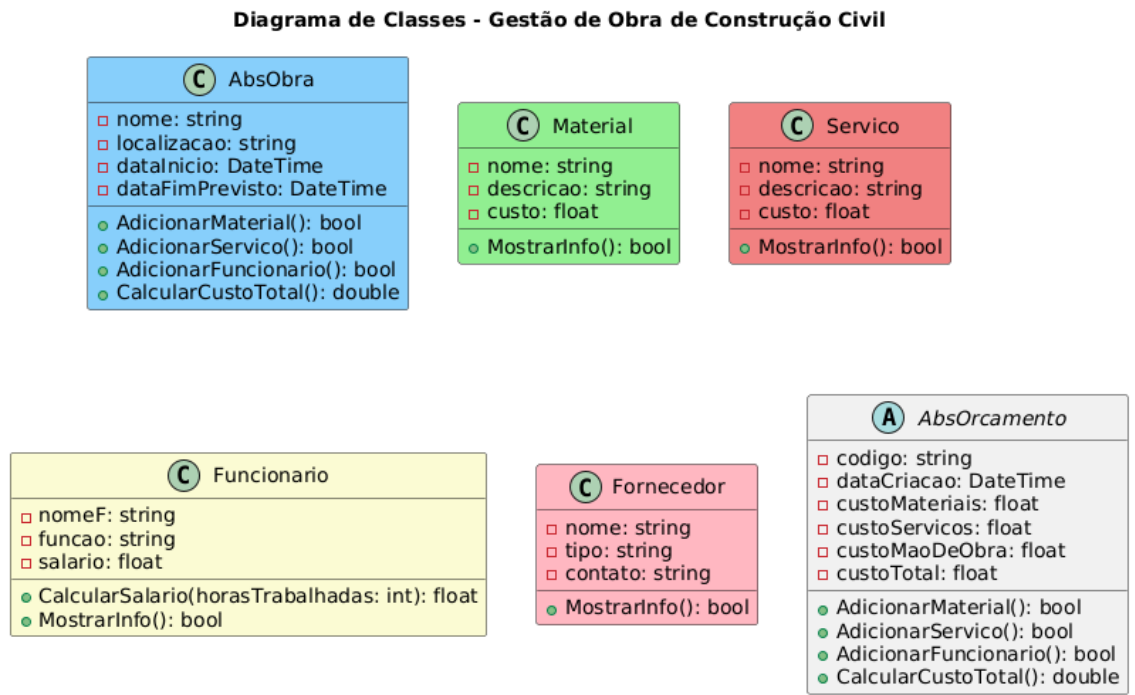 Diagrama de Classes - Gestão de Obra de Construção Civil
C AbsObra
nome: string
localizacao: string
dataInicio: DateTime
dataFimPrevisto: DateTime
AdicionarMaterial(): bool
AdicionarServico(): bool
AdicionarFuncionario(): bool
CalcularCustoTotal(): double
C Material
nome: string
descricao: string
custo: float
MostrarInfo(): bool
C Servico
nome: string
descricao: string
custo: float
MostrarInfo(): bool
C Funcionario
nomeF: string
funcao: string
salario: float
CalcularSalario(horasTrabalhadas: int): float
MostrarInfo(): bool
C Fornecedor
nome: string
tipo: string
contato: string
MostrarInfo(): bool
A AbsOrcamento
codigo: string
dataCriacao: DateTime
custoMateriais: float
custoServicos: float
custoMaoDeObra: float
custoTotal: float
AdicionarMaterial(): bool
AdicionarServico(): bool
AdicionarFuncionario(): bool
CalcularCustoTotal(): double